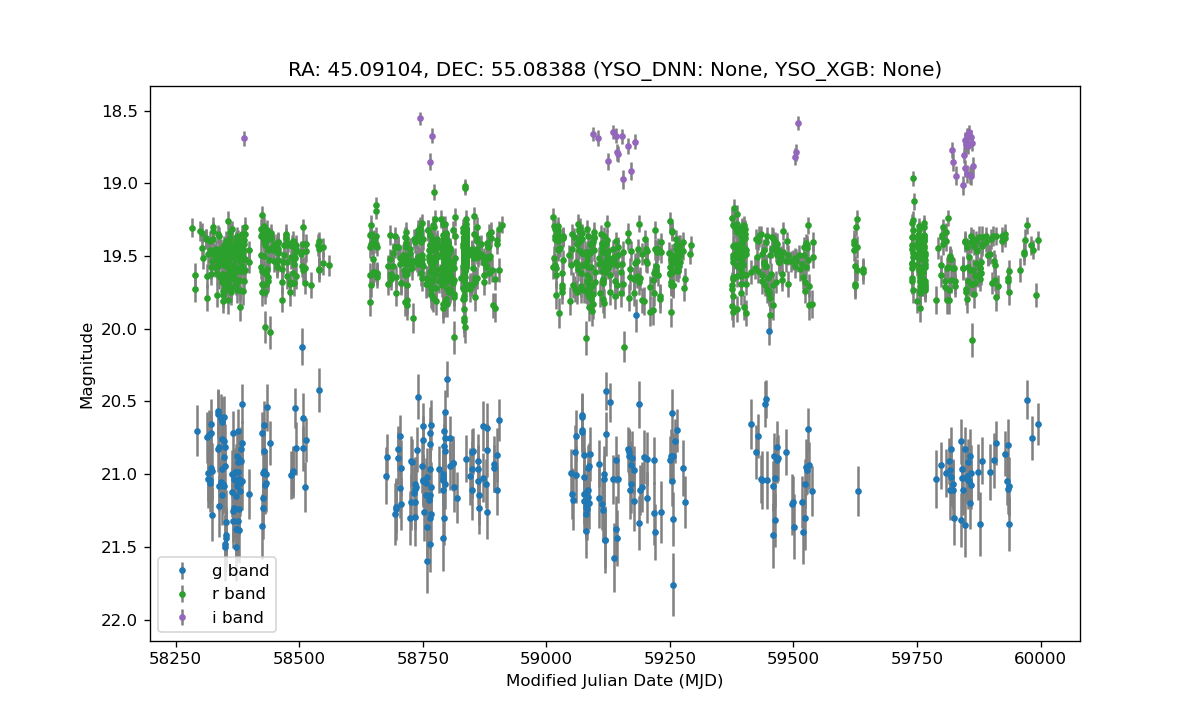 RA: 45.09104, DEC: 55.08388 (YSO_DNN: None, YSO_XGB: None)
18.5
19.0
19.5
20.0
20.5
21.0
21.5
22.0
Magnitude
g band
r band
i band
58250
58500
58750
59000
59250
59500
59750
60000
Modified Julian Date (MJD)